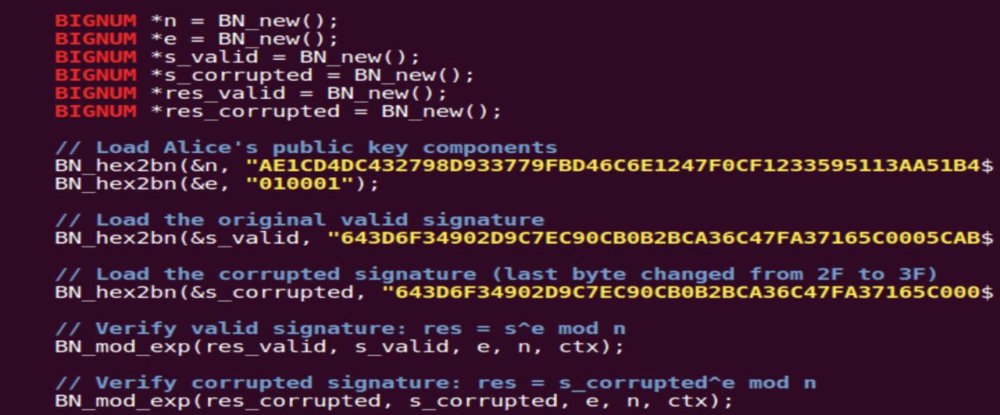 BIGNUM *n = BN_new();
BIGNUM *e = BN_new();
BIGNUM *s_valid = BN_new();
BIGNUM *s_corrupted = BN_new();
BIGNUM *res_valid = BN_new();
BIGNUM *res_corrupted = BN_new();
// Load Alice's public key components
BN_hex2bn(&n, "AE1CD4DC432798D933779FBD46C6E1247F0CF1233595113AA51B4$
BN_hex2bn(&e, "010001");
// Load the original valid signature
BN_hex2bn(&s_valid, "643D6F34902D9C7EC90CB0B2BCA36C47FA37165C0005CAB$
// Load the corrupted signature (last byte changed from 2F to 3F)
BN_hex2bn(&s_corrupted, "643D6F34902D9C7EC90CB0B2BCA36C47FA37165C000$
// Verify valid signature: res = s^e mod n
BN_mod_exp(res_valid, s_valid, e, n, ctx);
// Verify corrupted signature: res = s_corrupted^e mod n
BN_mod_exp(res_corrupted, s_corrupted, e, n, ctx);